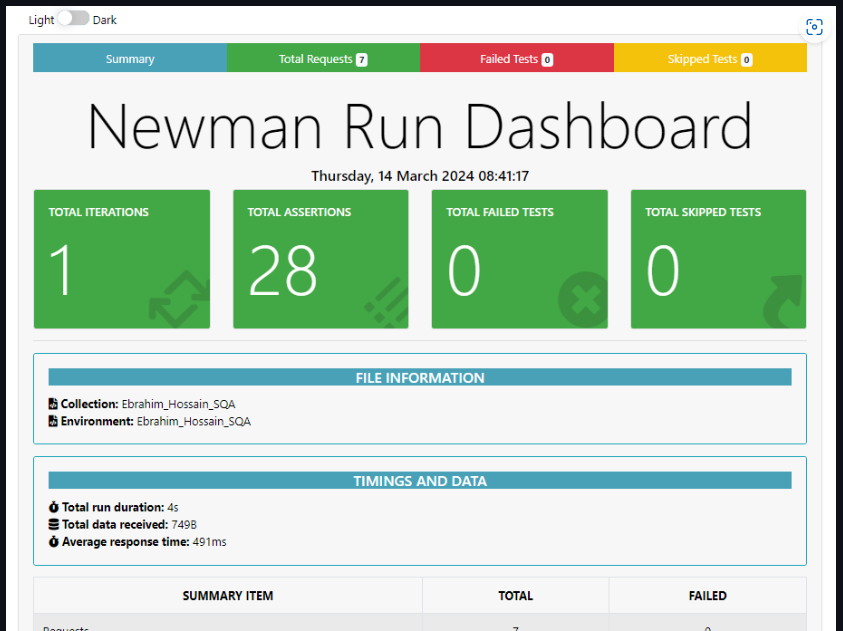 Light Dark
Summary Total Requests 7 Failed Tests 0 Skipped Tests 0
Newman Run Dashboard
Thursday, 14 March 2024 08:41:17
TOTAL ITERATIONS TOTAL ASSERTIONS TOTAL FAILED TESTS TOTAL SKIPPED TESTS
1 28 0 0
FILE INFORMATION
Collection: Ebrahim_Hossain_SQA
Environment: Ebrahim_Hossain_SQA
TIMINGS AND DATA
Total run duration: 4s
Total data received: 749B
Average response time: 491ms
SUMMARY ITEM TOTAL FAILED
Requests 7 0